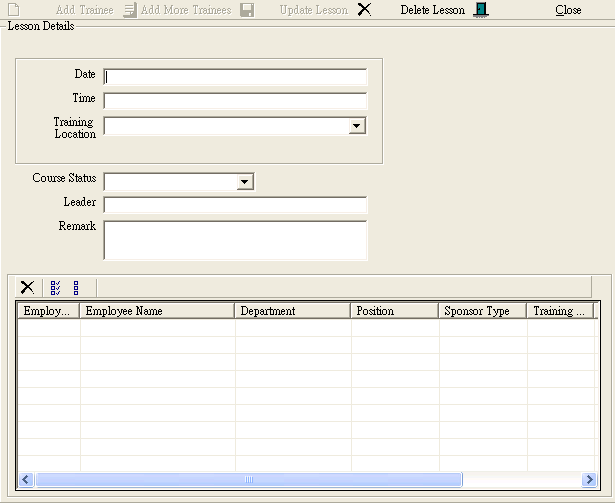 Add Trainee Add More Trainees Update Lesson Delete Lesson Close
Lesson Details
Date
Time
Training
Location
Course Status
Leader
Remark
Employ... Employee Name Department Position Sponsor Type Training ...